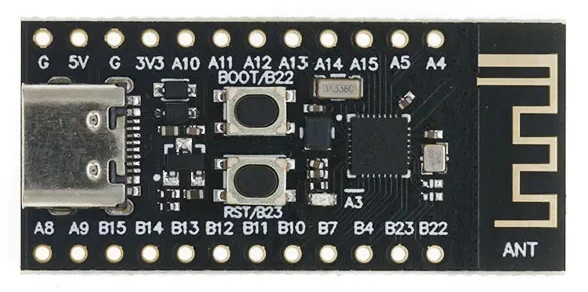 G 5V G 3V3 A10 A11 A12 A13 A14 A15 A5 A4
BOOT/B22
RST/B23
A3
A8 A9 B15 B14 B13 B12 B11 B10 B7 B4 B23 B22
ANT